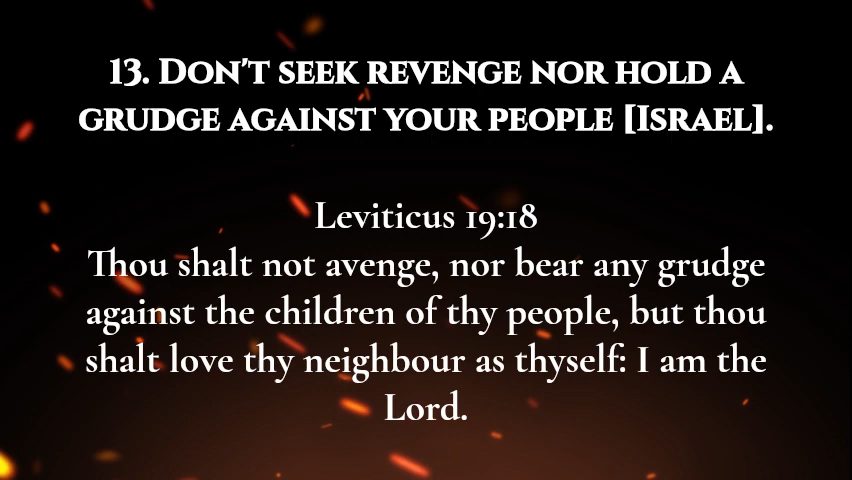 13. Don't seek revenge nor hold a
grudge against your people [Israel].
Leviticus 19:18
Thou shalt not avenge, nor bear any grudge
against the children of thy people, but thou
shalt love thy neighbour as thyself: I am the
Lord.